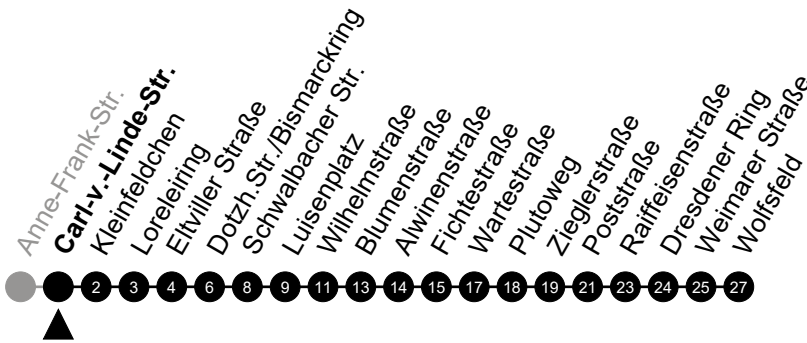 Anne-Frank-Str.
Carl-v.-Linde-Str.
Kleinfeldchen
Loreleiring
Eltviller Straße
Dotzh.Str./Bismarckring
Schwalbacher Str.
Luisenplatz
Wilhelmstraße
Blumenstraße
Alwinenstraße
Fichtestraße
Wartestraße
Plutoweg
Zieglerstraße
Poststraße
Raiffeisenstraße
Dresdener Ring
Weimarer Straße
Wolfsfeld
2 3 4 6 8 9 11 13 14 15 17 18 19 21 23 24 25 27